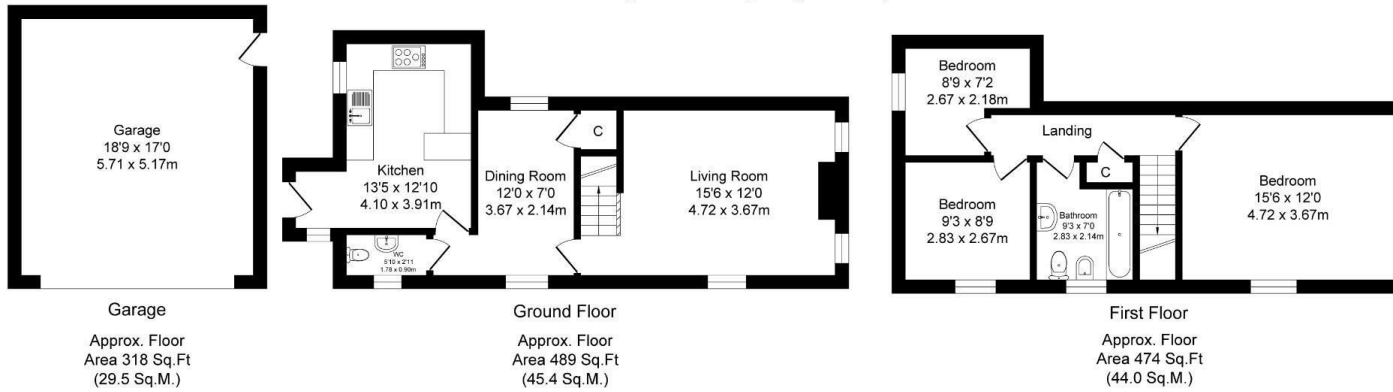 Garage
18'9 x 17'0
5.71 x 5.17m
Kitchen
13'5 x 12'10
4.10 x 3.91m
WC
5'10 x 2'11
1.78 x 0.90m
Dining Room
12'0 x 7'0
3.67 x 2.14m
C
Living Room
15'6 x 12'0
4.72 x 3.67m
Bedroom
8'9 x 7'2
2.67 x 2.18m
Landing
Bedroom
9'3 x 8'9
2.83 x 2.67m
Bathroom
9'3 x 7'0
2.83 x 2.14m
C
Bedroom
15'6 x 12'0
4.72 x 3.67m
Garage
Approx. Floor
Area 318 Sq.Ft
(29.5 Sq.M.)
Ground Floor
Approx. Floor
Area 489 Sq.Ft
(45.4 Sq.M.)
First Floor
Approx. Floor
Area 474 Sq.Ft
(44.0 Sq.M.)